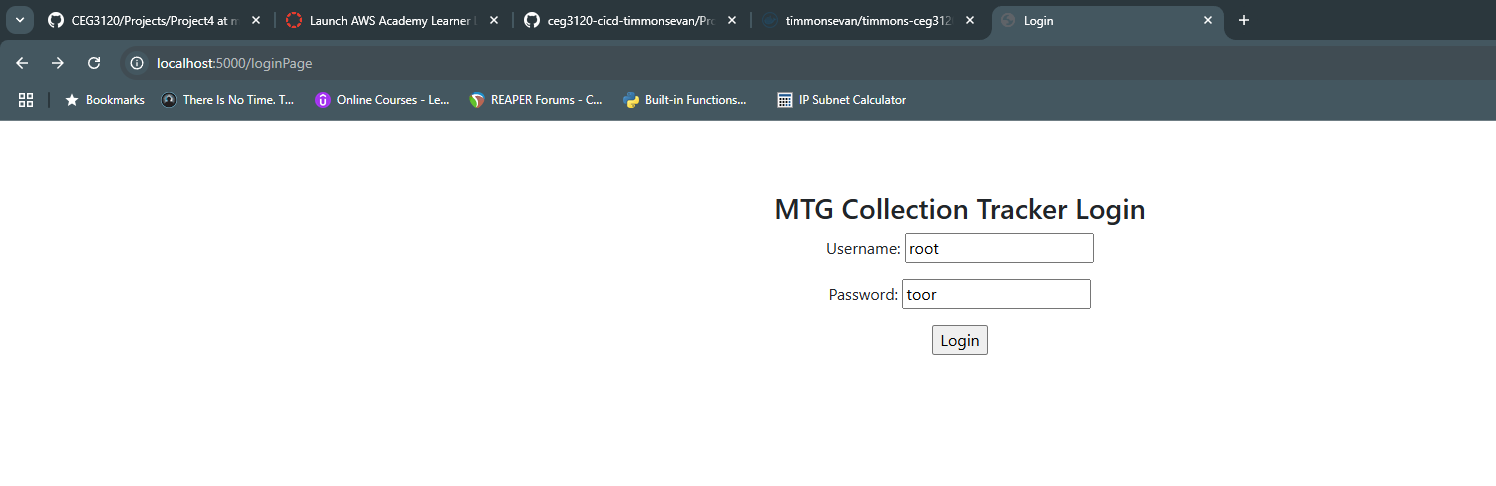 CEG3120/Projects/Project4 at m
Launch AWS Academy Learner L
ceg3120-cicd-timmonsevan/Pro
timmonsevan/timmons-ceg312
Login
localhost:5000/loginPage
Bookmarks
There Is No Time. T...
Online Courses - Le...
REAPER Forums - C...
Built-in Functions...
IP Subnet Calculator
MTG Collection Tracker Login
Username: root
Password: toor
Login